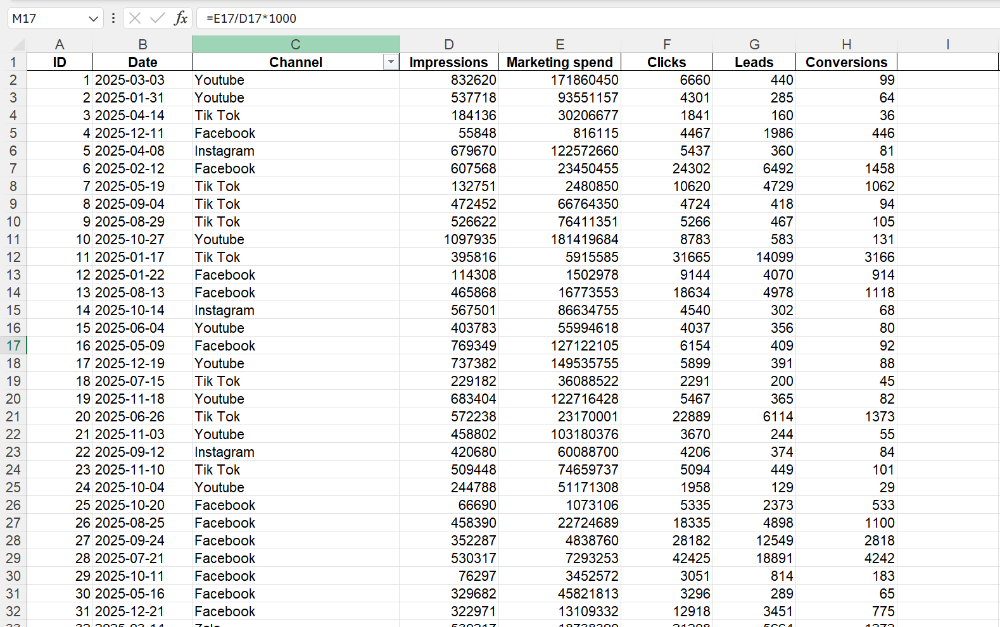 M17 =E17/D17*1000
A B C D E F G H I
1 ID Date Channel Impressions Marketing spend Clicks Leads Conversions
2 1 2025-03-03 Youtube 832620 171860450 6660 440 99
3 2 2025-01-31 Youtube 537718 93551157 4301 285 64
4 3 2025-04-14 Tik Tok 184136 30206677 1841 160 36
5 4 2025-12-11 Facebook 55848 816115 4467 1986 446
6 5 2025-04-08 Instagram 679670 122572660 5437 360 81
7 6 2025-02-12 Facebook 607568 23450455 24302 6492 1458
8 7 2025-05-19 Tik Tok 132751 2480850 10620 4729 1062
9 8 2025-09-04 Tik Tok 472452 66764350 4724 418 94
10 9 2025-08-29 Tik Tok 526622 76411351 5266 467 105
11 10 2025-10-27 Youtube 1097935 181419684 8783 583 131
12 11 2025-01-17 Tik Tok 395816 5915585 31665 14099 3166
13 12 2025-01-22 Facebook 114308 1502978 9144 4070 914
14 13 2025-08-13 Facebook 465868 16773553 18634 4978 1118
15 14 2025-10-14 Instagram 567501 86634755 4540 302 68
16 15 2025-06-04 Youtube 403783 55994618 4037 356 80
17 16 2025-05-09 Facebook 769349 127122105 6154 409 92
18 17 2025-12-19 Youtube 737382 149535755 5899 391 88
19 18 2025-07-15 Tik Tok 229182 36088522 2291 200 45
20 19 2025-11-18 Youtube 683404 122716428 5467 365 82
21 20 2025-06-26 Tik Tok 572238 23170001 22889 6114 1373
22 21 2025-11-03 Youtube 458802 103180376 3670 244 55
23 22 2025-09-12 Instagram 420680 60088700 4206 374 84
24 23 2025-11-10 Tik Tok 509448 74659737 5094 449 101
25 24 2025-10-04 Youtube 244788 51171308 1958 129 29
26 25 2025-10-20 Facebook 66690 1073106 5335 2373 533
27 26 2025-08-25 Facebook 458390 22724689 18335 4898 1100
28 27 2025-09-24 Facebook 352287 4838760 28182 12549 2818
29 28 2025-07-21 Facebook 530317 7293253 42425 18891 4242
30 29 2025-10-11 Facebook 76297 3452572 3051 814 183
31 30 2025-05-16 Facebook 329682 45821813 3296 289 65
32 31 2025-12-21 Facebook 322971 13109332 12918 3451 775